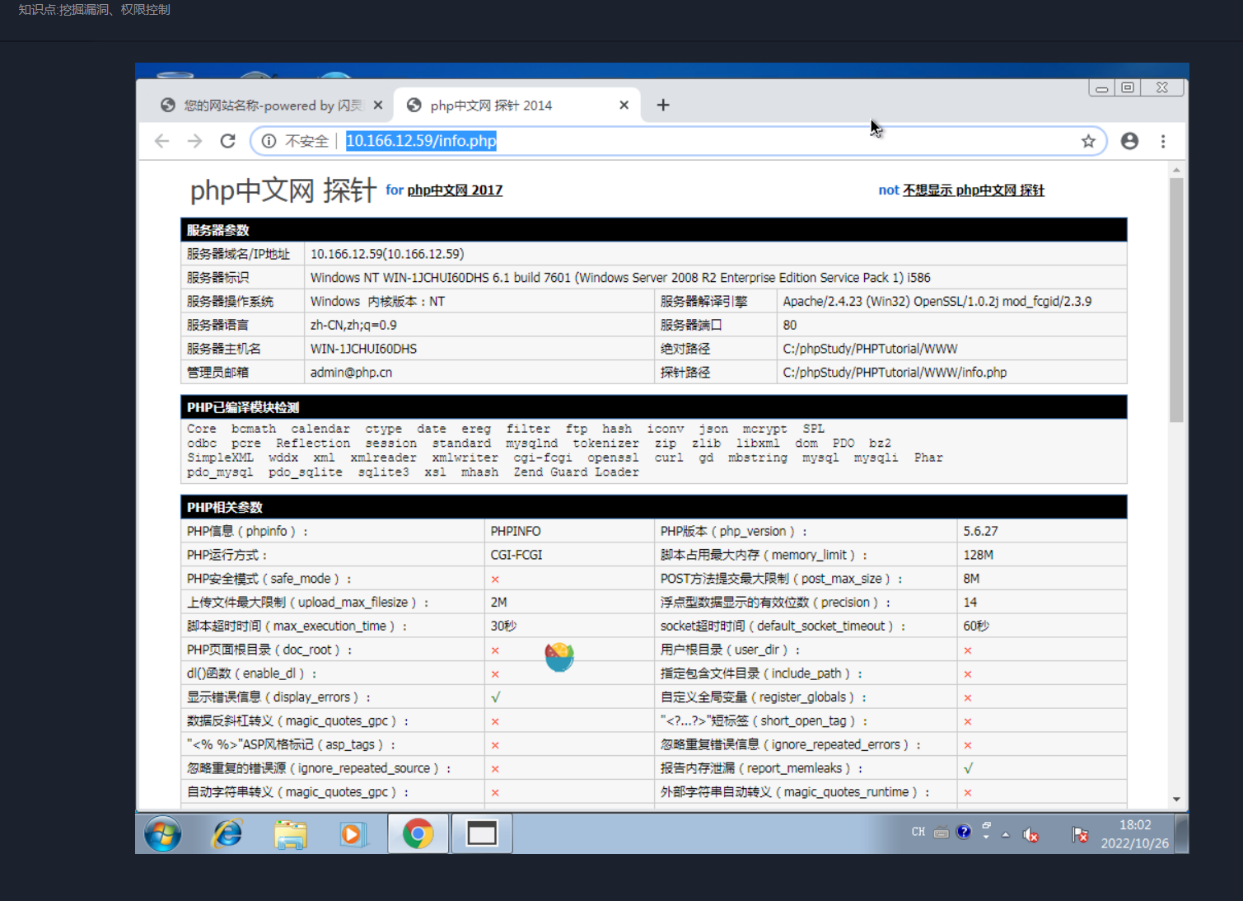 知识点:挖掘漏洞、权限控制
您的网站名称-powered by 闪灵
php中文网 探针 2014
不安全 | 10.166.12.59/info.php
php中文网 探针 for php中文网 2017 not 不想显示 php中文网 探针
服务器参数
服务器域名/IP地址 10.166.12.59(10.166.12.59)
服务器标识 Windows NT WIN-1JCHUI60DHS 6.1 build 7601 (Windows Server 2008 R2 Enterprise Edition Service Pack 1) i586
服务器操作系统 Windows 内核版本：NT 服务器解译引擎 Apache/2.4.23 (Win32) OpenSSL/1.0.2j mod_fcgid/2.3.9
服务器语言 zh-CN,zh;q=0.9 服务器端口 80
服务器主机名 WIN-1JCHUI60DHS 绝对路径 C:/phpStudy/PHPTutorial/WWW
管理员邮箱 admin@php.cn 探针路径 C:/phpStudy/PHPTutorial/WWW/info.php
PHP已编译模块检测
Core bcmath calendar ctype date ereg filter ftp hash iconv json mcrypt SPL
odbc pcre Reflection session standard mysqlnd tokenizer zip zlib libxml dom PDO bz2
SimpleXML wddx xml xmlreader xmlwriter cgi-fcgi openssl curl gd mbstring mysql mysqli Phar
pdo_mysql pdo_sqlite sqlite3 xsl mhash Zend Guard Loader
PHP相关参数
PHP信息（phpinfo）： PHPINFO PHP版本（php_version）： 5.6.27
PHP运行方式： CGI-FCGI 脚本占用最大内存（memory_limit）： 128M
PHP安全模式（safe_mode）： × POST方法提交最大限制（post_max_size）： 8M
上传文件最大限制（upload_max_filesize）： 2M 浮点型数据显示的有效位数（precision）： 14
脚本超时时间（max_execution_time）： 30秒 socket超时时间（default_socket_timeout）： 60秒
PHP页面根目录（doc_root）： × 用户根目录（user_dir）： ×
dl()函数（enable_dl）： × 指定包含文件目录（include_path）： ×
显示错误信息（display_errors）： √ 自定义全局变量（register_globals）： ×
数据反斜杠转义（magic_quotes_gpc）： × "<?...?>"短标签（short_open_tag）： ×
"<% %>"ASP风格标记（asp_tags）： × 忽略重复错误信息（ignore_repeated_errors）： ×
忽略重复的错误源（ignore_repeated_source）： × 报告内存泄漏（report_memleaks）： √
自动字符串转义（magic_quotes_gpc）： × 外部字符串自动转义（magic_quotes_runtime）： ×
CH 18:02
2022/10/26